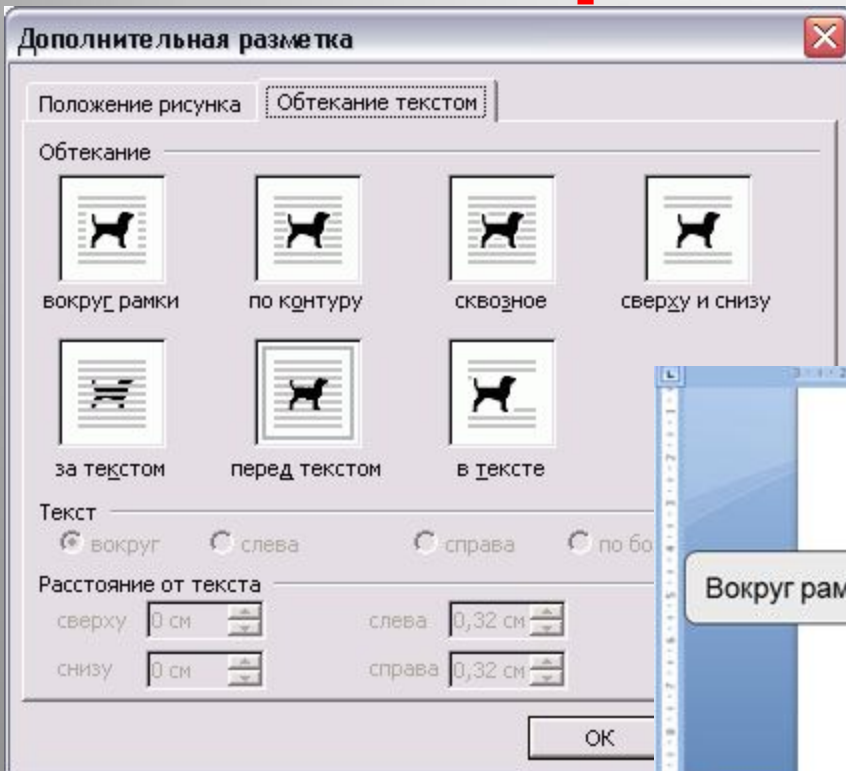 Дополнительная разметка
Положение рисунка Обтекание текстом
Обтекание
вокруг рамки по контуру сквозное сверху и снизу
за текстом перед текстом в тексте
Текст
вокруг слева справа по
Расстояние от текста
сверху 0 см слева 0,32 см
снизу 0 см справа 0,32 см
ОК
Вокруг